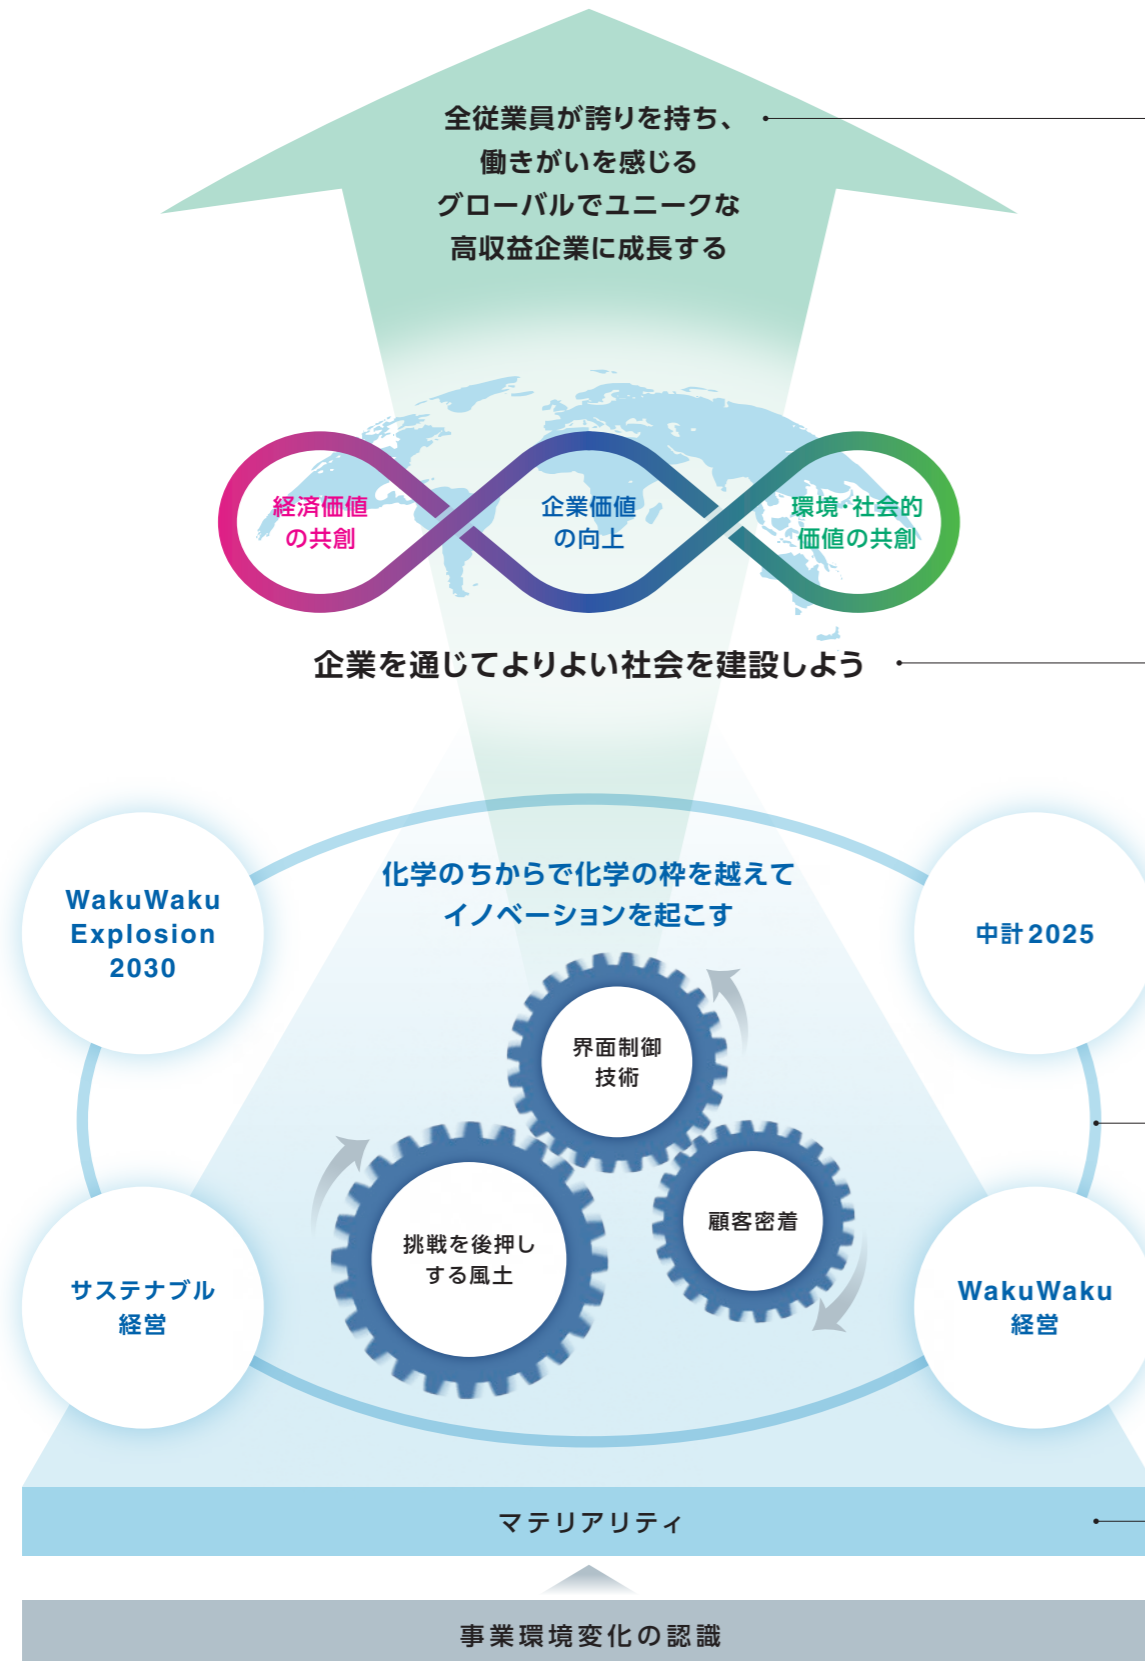 全従業員が誇りを持ち、
働きがいを感じる
グローバルでユニークな
高収益企業に成長する
経済価値
の共創
企業価値
の向上
環境・社会的
価値の共創
企業を通じてよりよい社会を建設しよう
WakuWaku
Explosion
2030
中計2025
化学のちからで化学の枠を越えて
イノベーションを起こす
界面制御
技術
挑戦を後押し
する風土
顧客密着
サステナブル
経営
WakuWaku
経営
マテリアリティ
事業環境変化の認識